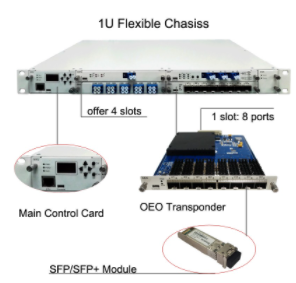 1U Flexible Chasiss
offer 4 slots
1 slot: 8 ports
Main Control Card
OEO Transponder
SFP/SFP+ Module